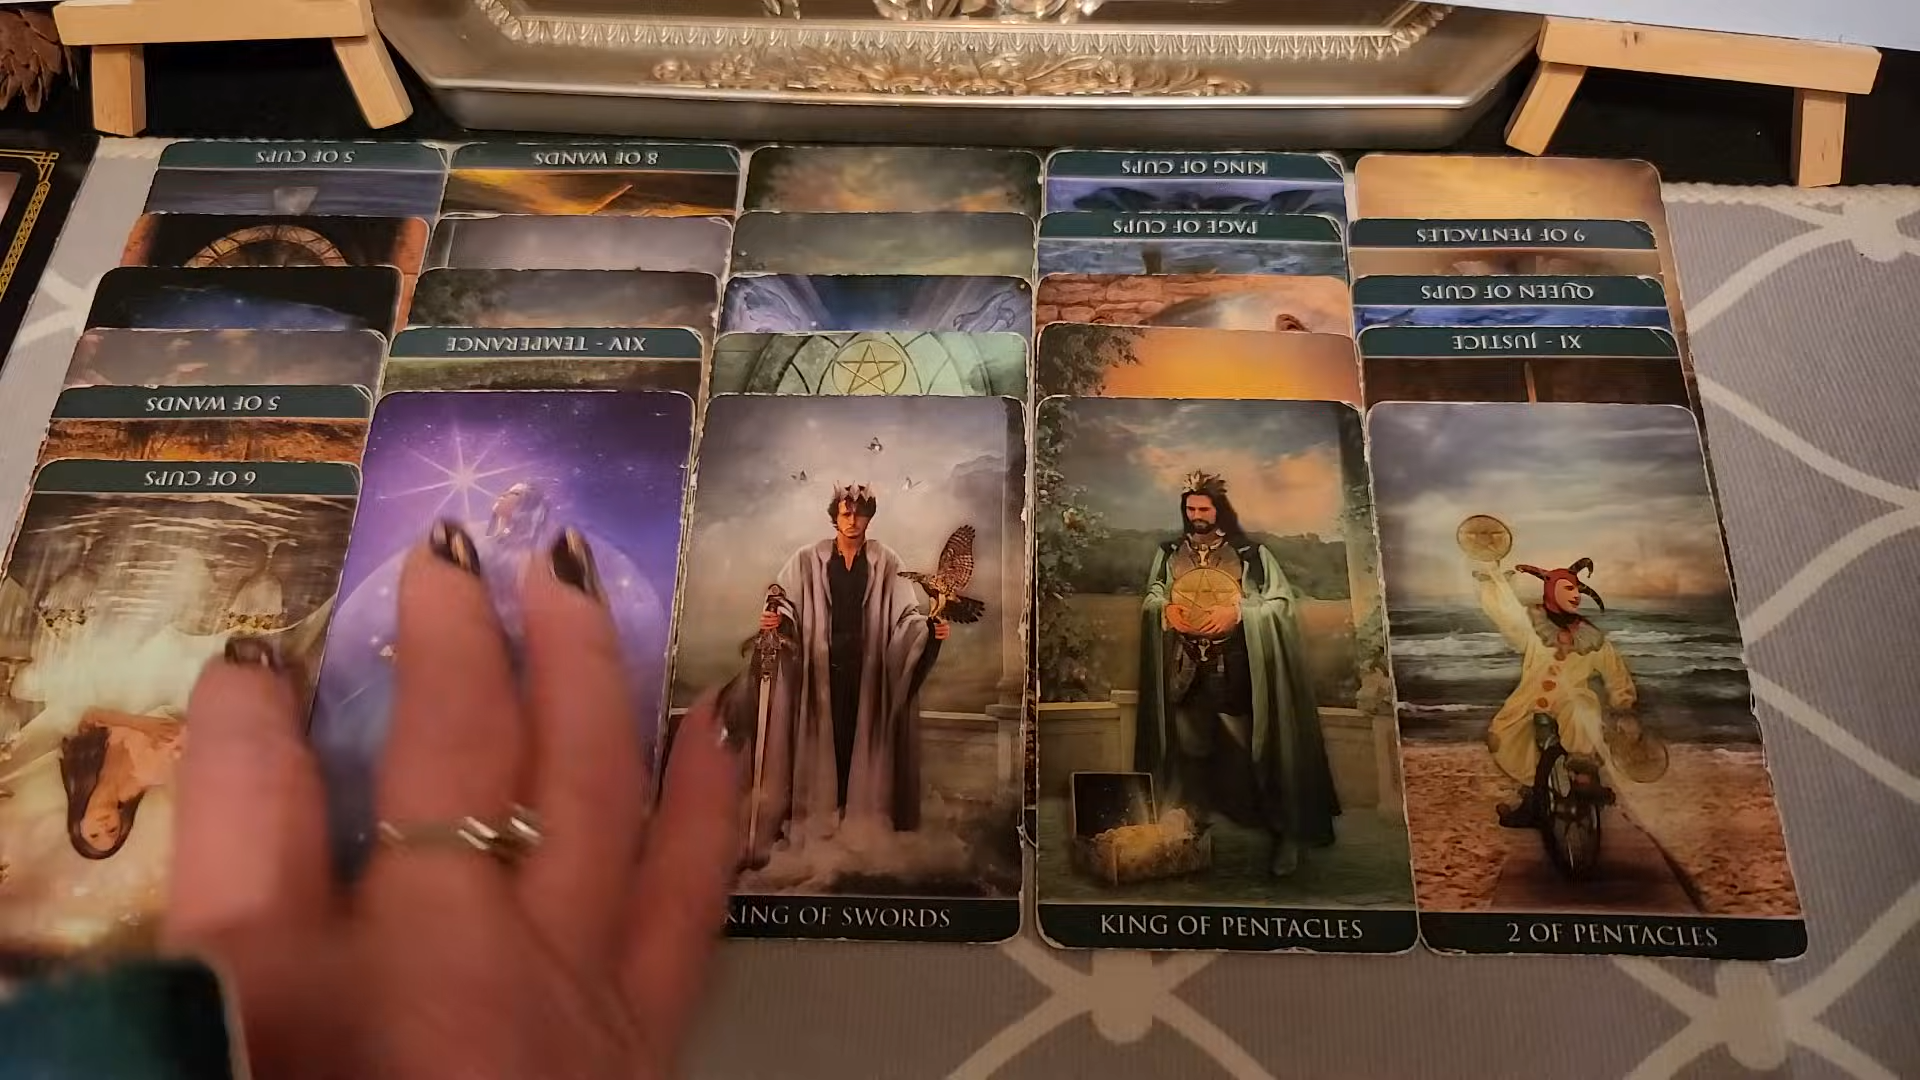 5 OF CUPS
8 OF WANDS
KING OF CUPS
PAGE OF CUPS
9 OF PENTACLES
QUEEN OF CUPS
XIV - TEMPERANCE
XI - JUSTICE
5 OF WANDS
6 OF CUPS
KING OF SWORDS
KING OF PENTACLES
2 OF PENTACLES